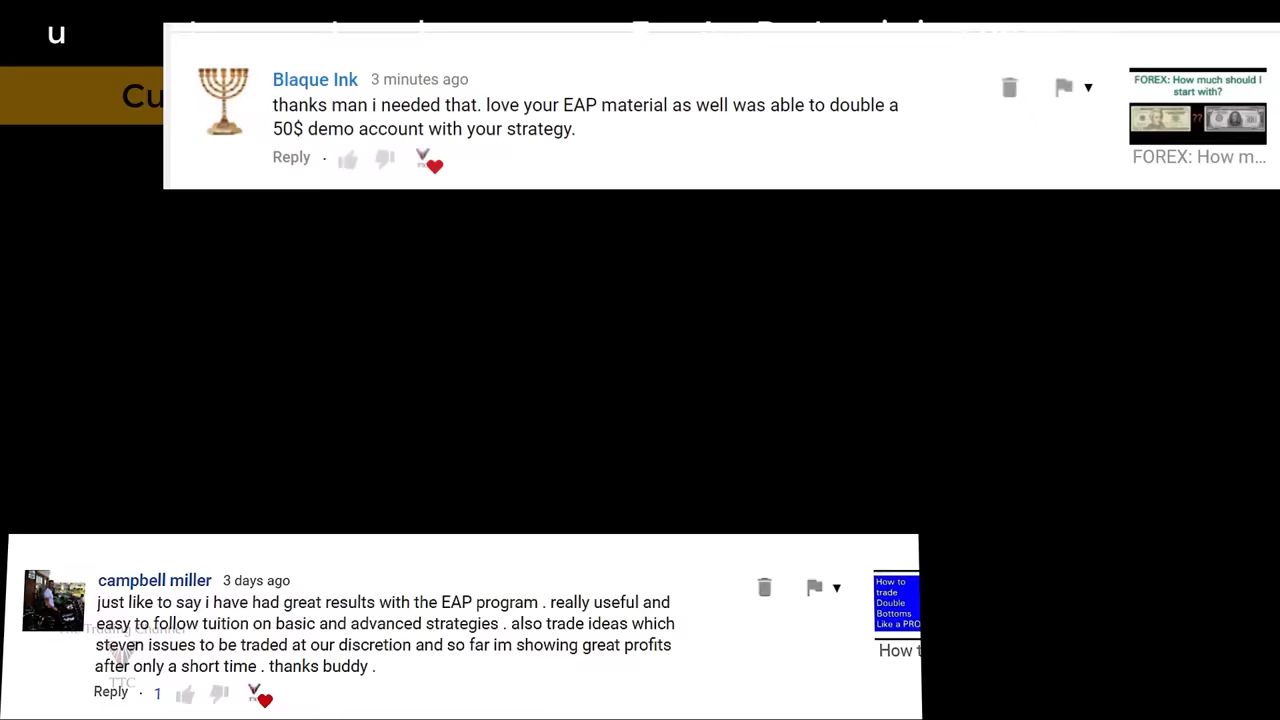 u
Cu
Blaque Ink 3 minutes ago
thanks man i needed that. love your EAP material as well was able to double a
50$ demo account with your strategy.
Reply ·
FOREX: How much should I
start with?
??
FOREX: How m...
campbell miller 3 days ago
just like to say i have had great results with the EAP program . really useful and
easy to follow tuition on basic and advanced strategies . also trade ideas which
steven issues to be traded at our discretion and so far im showing great profits
after only a short time . thanks buddy .
Reply · 1
How to
trade
Double
Bottoms
Like a PRO
How t
The Trading Channel
TTC